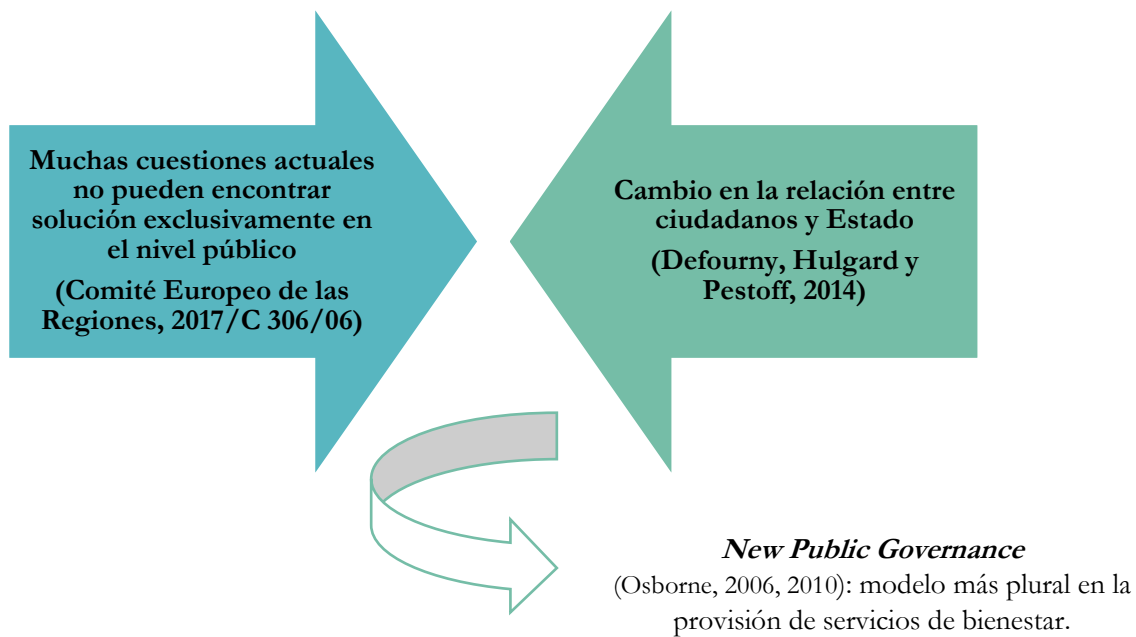 Muchas cuestiones actuales
no pueden encontrar
solución exclusivamente en
el nivel público
(Comité Europeo de las
Regiones, 2017/C 306/06)
Cambio en la relación entre
ciudadanos y Estado
(Defourny, Hulgard y
Pestoff, 2014)
New Public Governance
(Osborne, 2006, 2010): modelo más plural en la
provisión de servicios de bienestar.